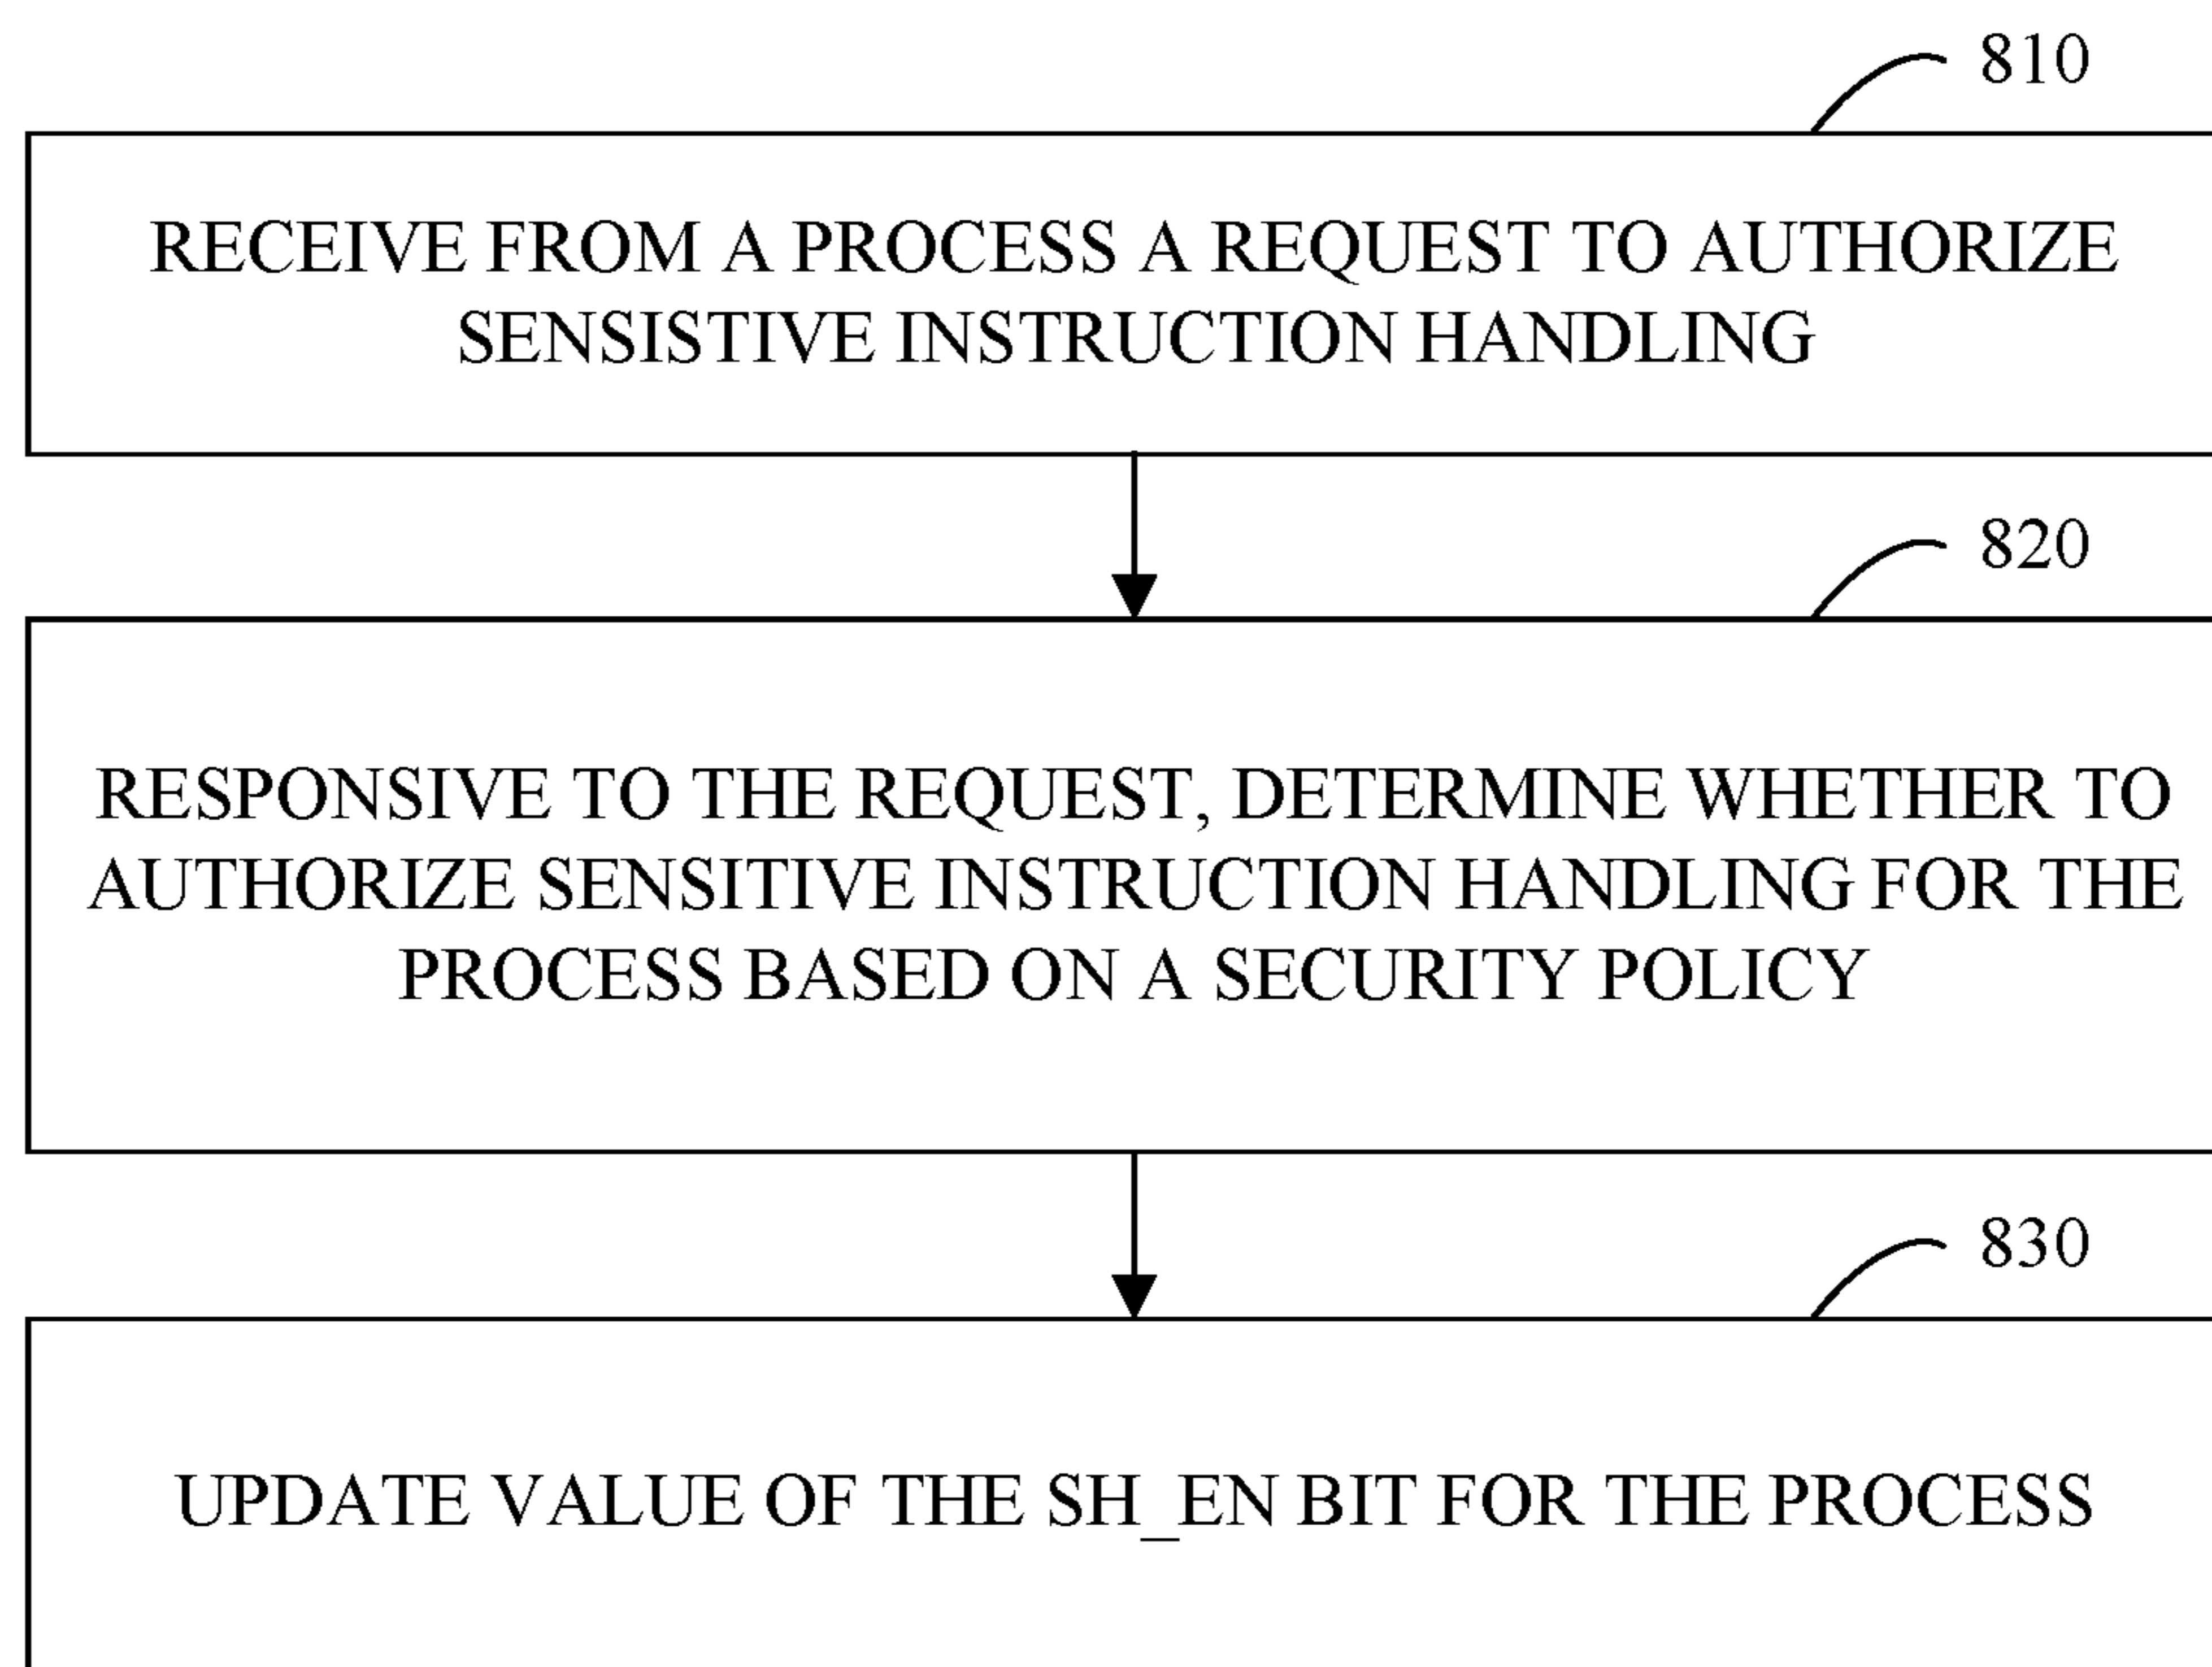 810
RECEIVE FROM A PROCESS A REQUEST TO AUTHORIZE
SENSISTIVE INSTRUCTION HANDLING
820
RESPONSIVE TO THE REQUEST, DETERMINE WHETHER TO
AUTHORIZE SENSITIVE INSTRUCTION HANDLING FOR THE
PROCESS BASED ON A SECURITY POLICY
830
UPDATE VALUE OF THE SH_EN BIT FOR THE PROCESS